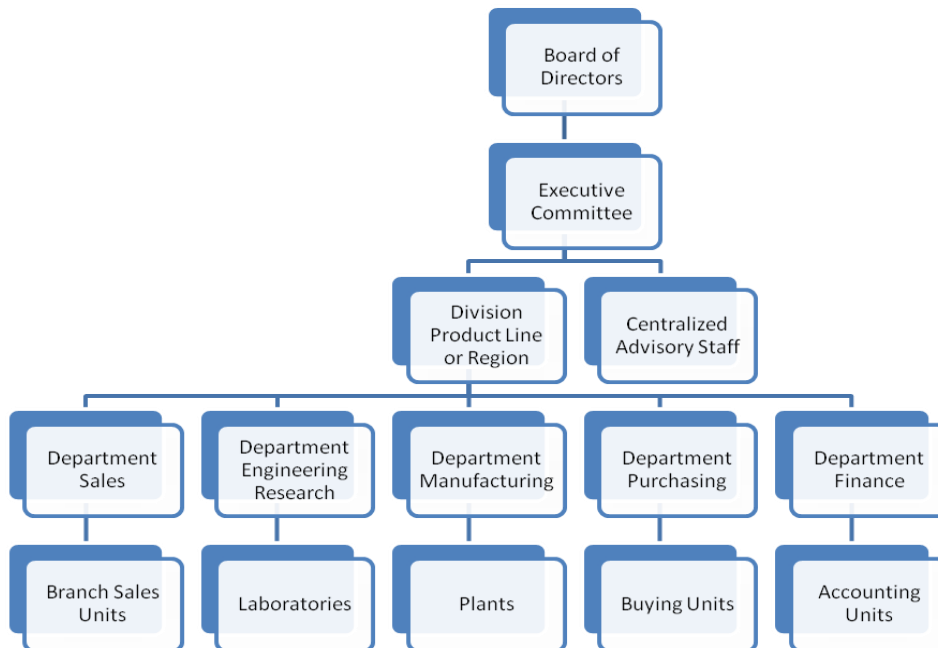 Board of
Directors
Executive
Committee
Division
Product Line
or Region
Centralized
Advisory Staff
Department
Sales
Department
Engineering
Research
Department
Manufacturing
Department
Purchasing
Department
Finance
Branch Sales
Units
Laboratories
Plants
Buying Units
Accounting
Units